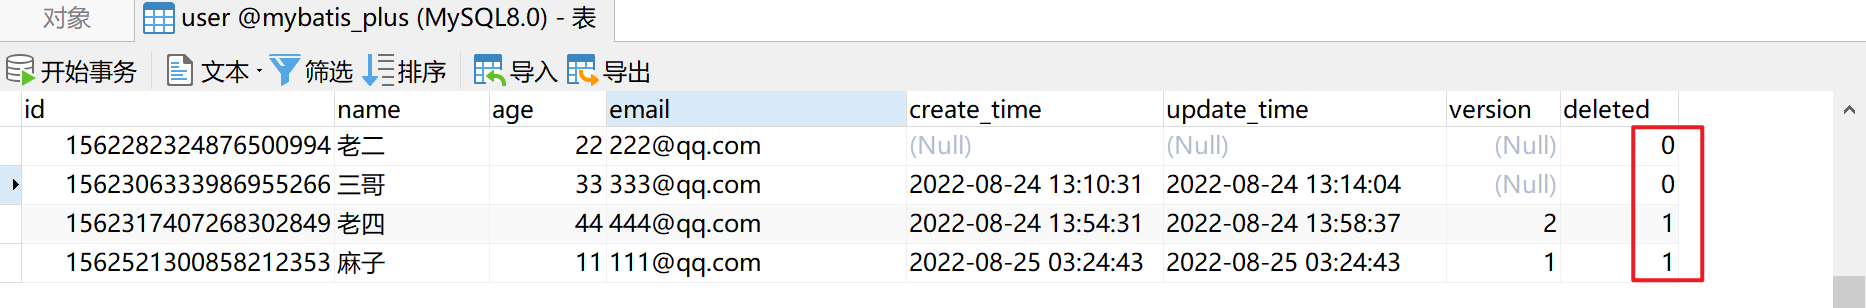 对象 user @mybatis_plus (MySQL8.0) - 表
开始事务 文本 筛选 排序 导入 导出
id name age email create_time update_time version deleted
1562282324876500994 老二 22 222@qq.com (Null) (Null) (Null) 0
1562306333986955266 三哥 33 333@qq.com 2022-08-24 13:10:31 2022-08-24 13:14:04 (Null) 0
1562317407268302849 老四 44 444@qq.com 2022-08-24 13:54:31 2022-08-24 13:58:37 2 1
1562521300858212353 麻子 11 111@qq.com 2022-08-25 03:24:43 2022-08-25 03:24:43 1 1